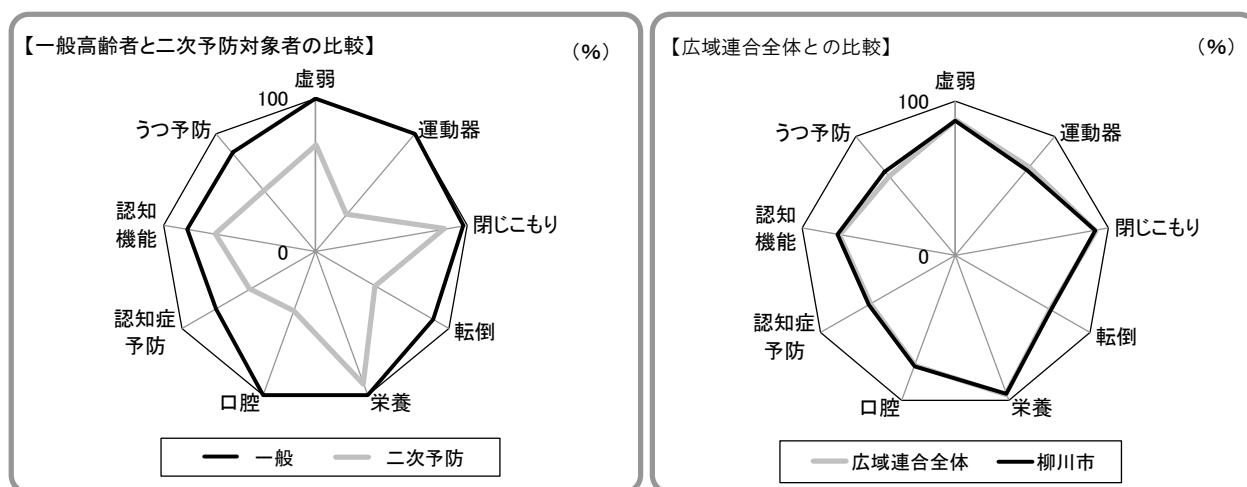 【一般高齢者と二次予防対象者の比較】
(%)
虚弱
100
うつ予防
運動器
認知
機能
0
閉じこもり
認知症
予防
転倒
口腔
栄養
一般
二次予防
【広域連合全体との比較】
(%)
虚弱
100
うつ予防
運動器
認知
機能
0
閉じこもり
認知症
予防
転倒
口腔
栄養
広域連合全体
柳川市